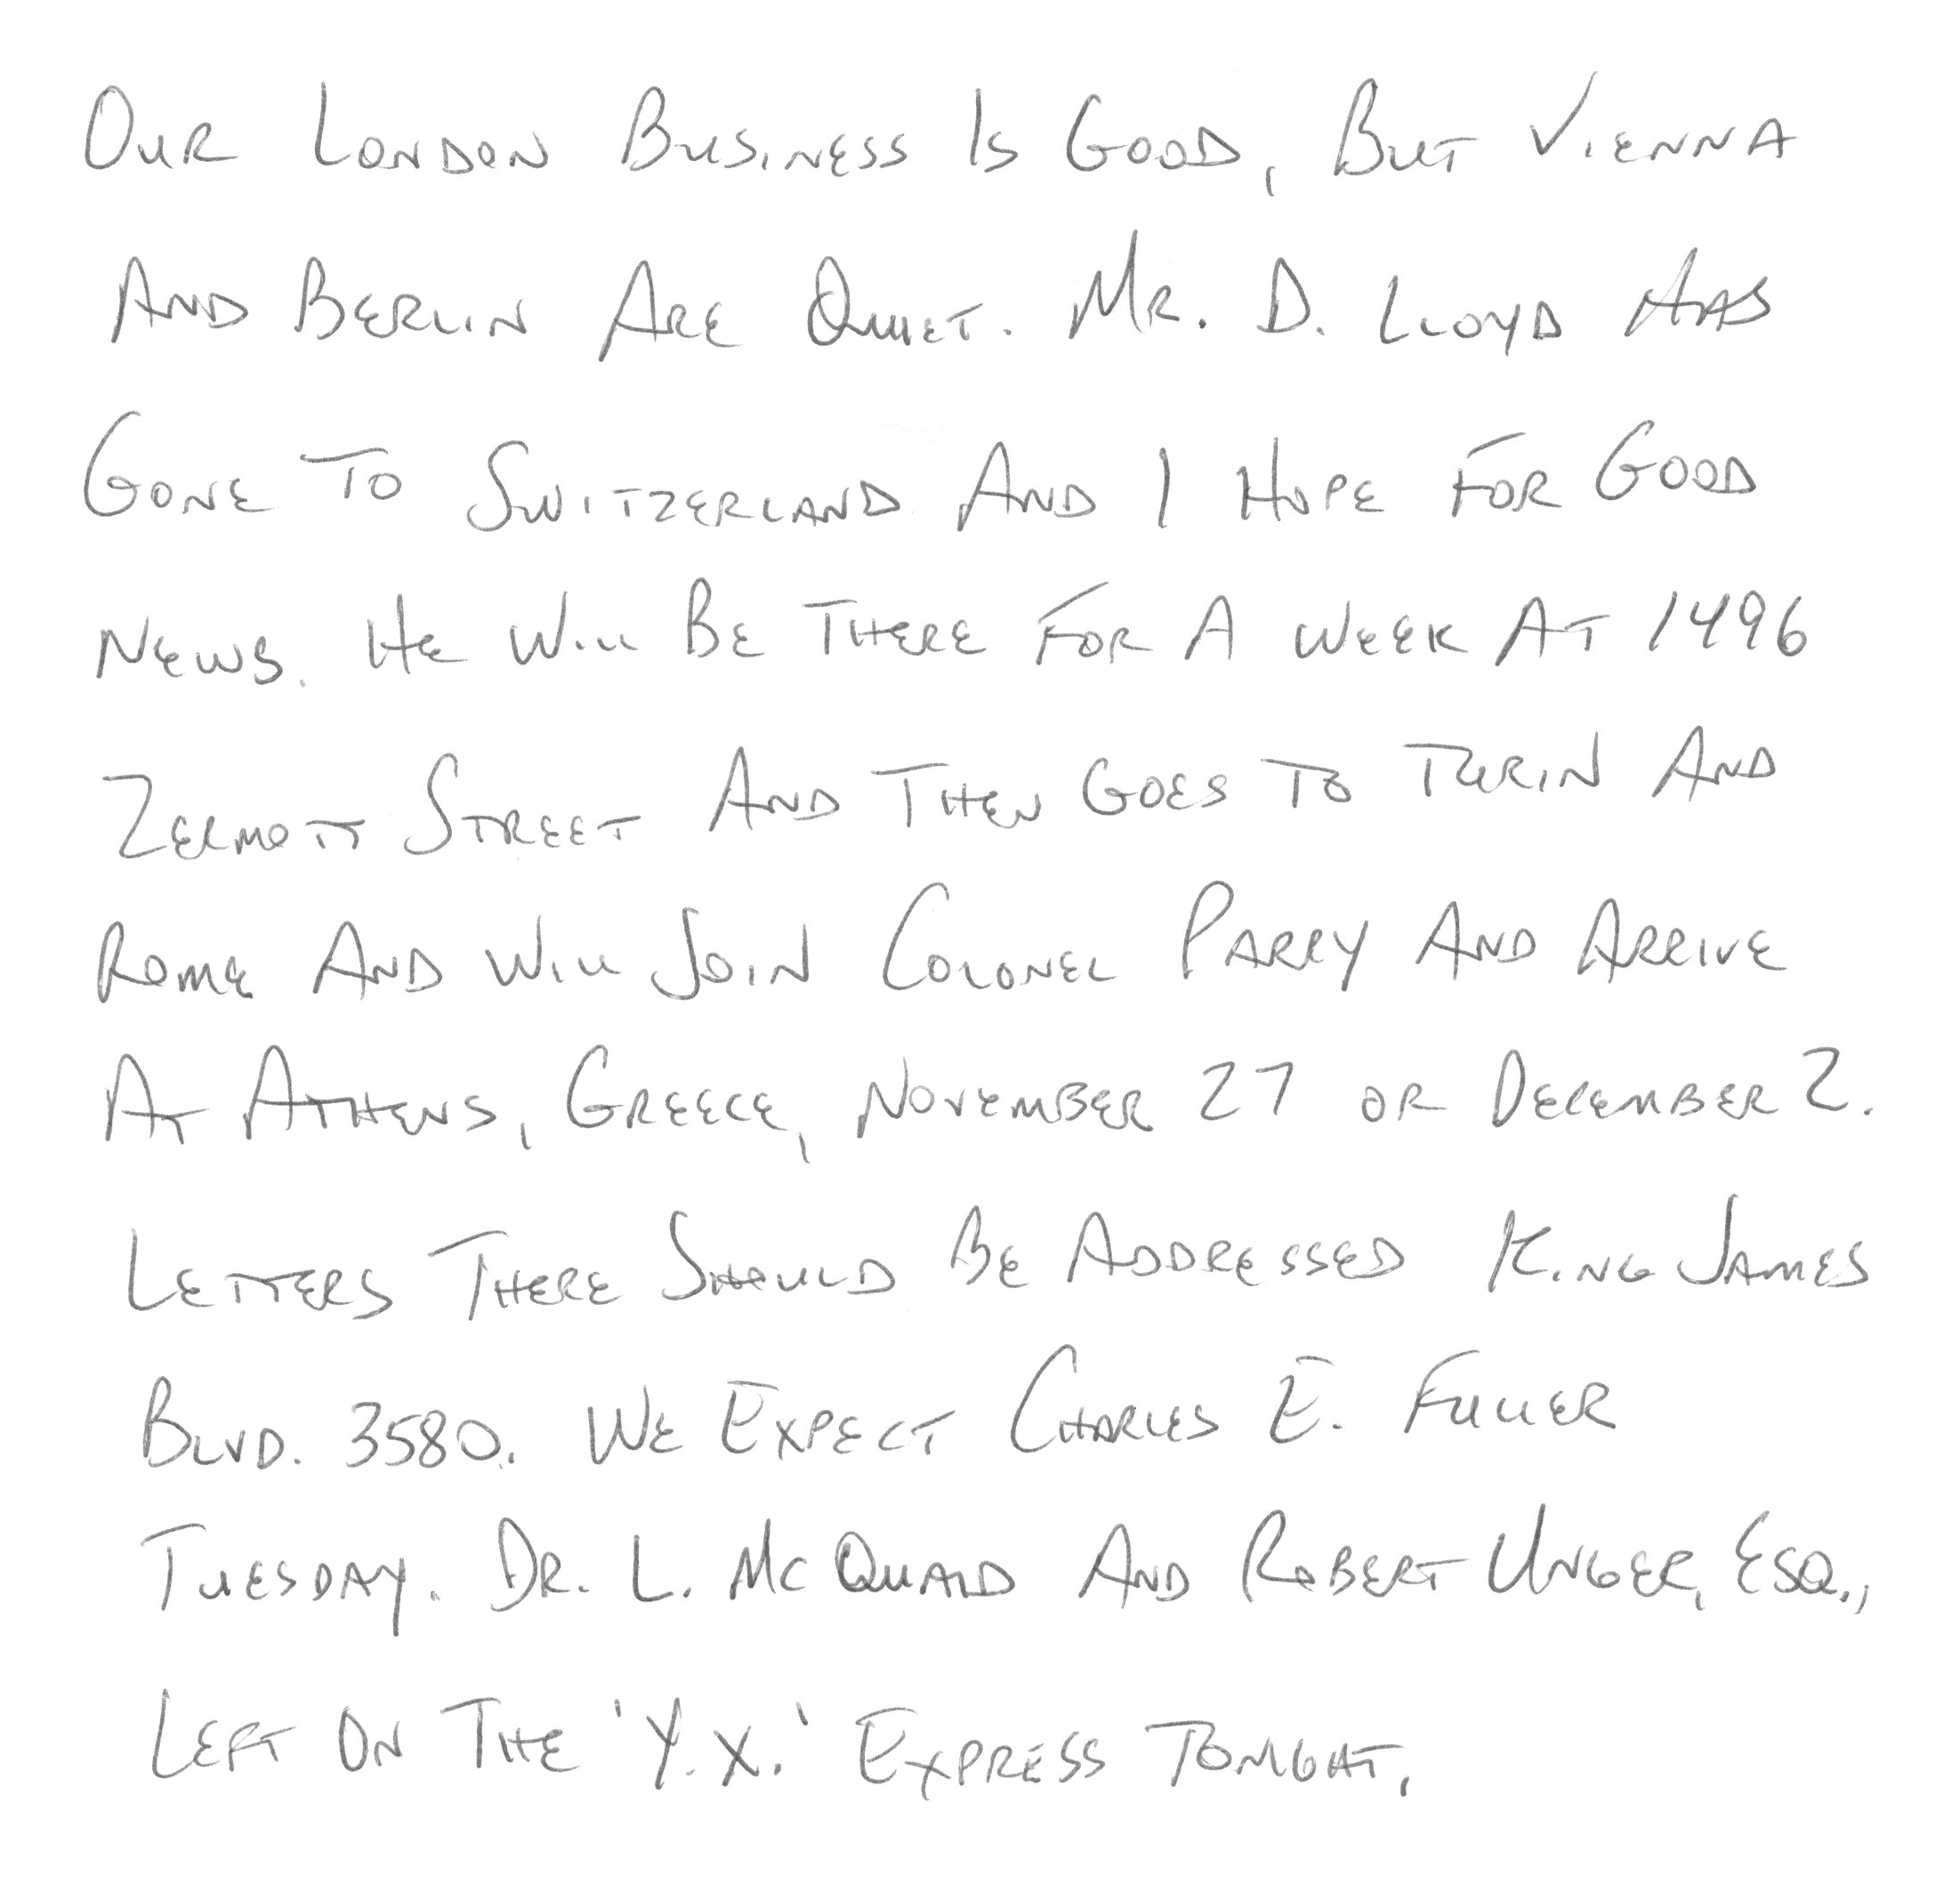 Our London Business Is Good, But Vienna
And Berlin Are Quiet. Mr. D. Lloyd Has
Gone To Switzerland And I Hope For Good
News. He Will Be There For A Week At 1496
Zermott Street And Then Goes To Turin And
Rome And Will Join Colonel Parry And Arrive
At Athens, Greece, November 27 or December 2.
Letters There Should Be Addressed King James
Blvd. 3580. We Expect Charles E. Fuller
Tuesday. Dr. L. McQuaid And Robert Unger, Esq.,
Left On The 'Y.X.' Express Tonight.